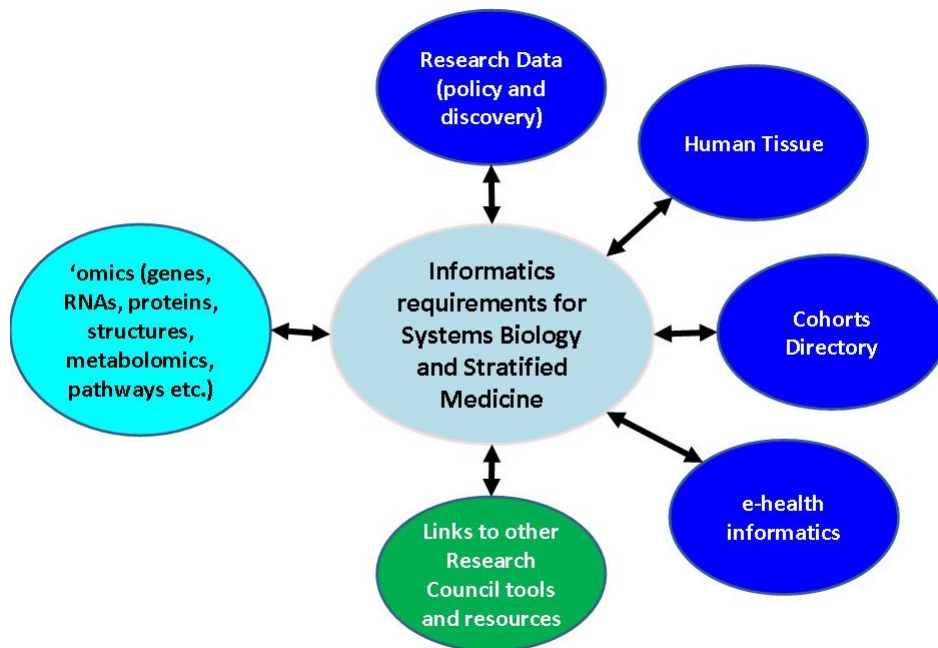 Research Data
(policy and
discovery)
Human Tissue
‘omics (genes,
RNAs, proteins,
structures,
metabolomics,
pathways etc.)
Informatics
requirements for
Systems Biology
and Stratified
Medicine
Cohorts
Directory
e-health
informatics
Links to other
Research
Council tools
and resources